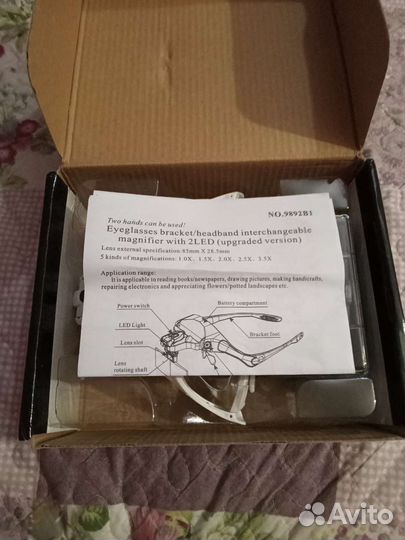 Two hands can be used!
NO.9892B1
Eyeglasses bracket/headband interchangeable
magnifier with 2LED (upgraded version)
Lens external specification:85mm X 28.5mm
5 kinds of magnifications: 1.0X、1.5X、2.0X、2.5X、3.5X
Application range:
It is applicable to reading books/newspapers, drawing pictures, making handicrafts,
repairing electronics and appreciating flowers/potted landscapes etc.
Power switch
Battery compartment
LED Light
Bracket foot
Lens slot
Lens
rotating shaft
Avito